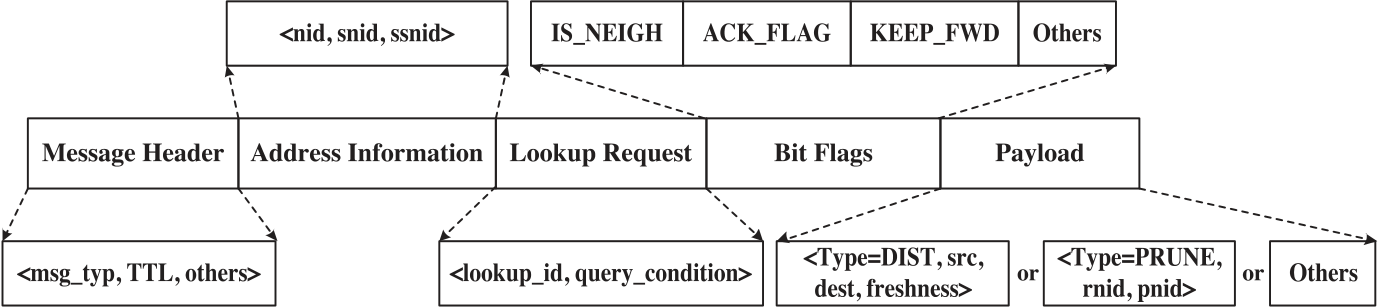 <nid, snid, ssnid>
IS_NEIGH ACK_FLAG KEEP_FWD Others
Message Header Address Information Lookup Request Bit Flags Payload
<msg_typ, TTL, others>
<lookup_id, query_condition>
<Type=DIST, src,
dest, freshness>
or
<Type=PRUNE,
rnid, pnid>
or
Others